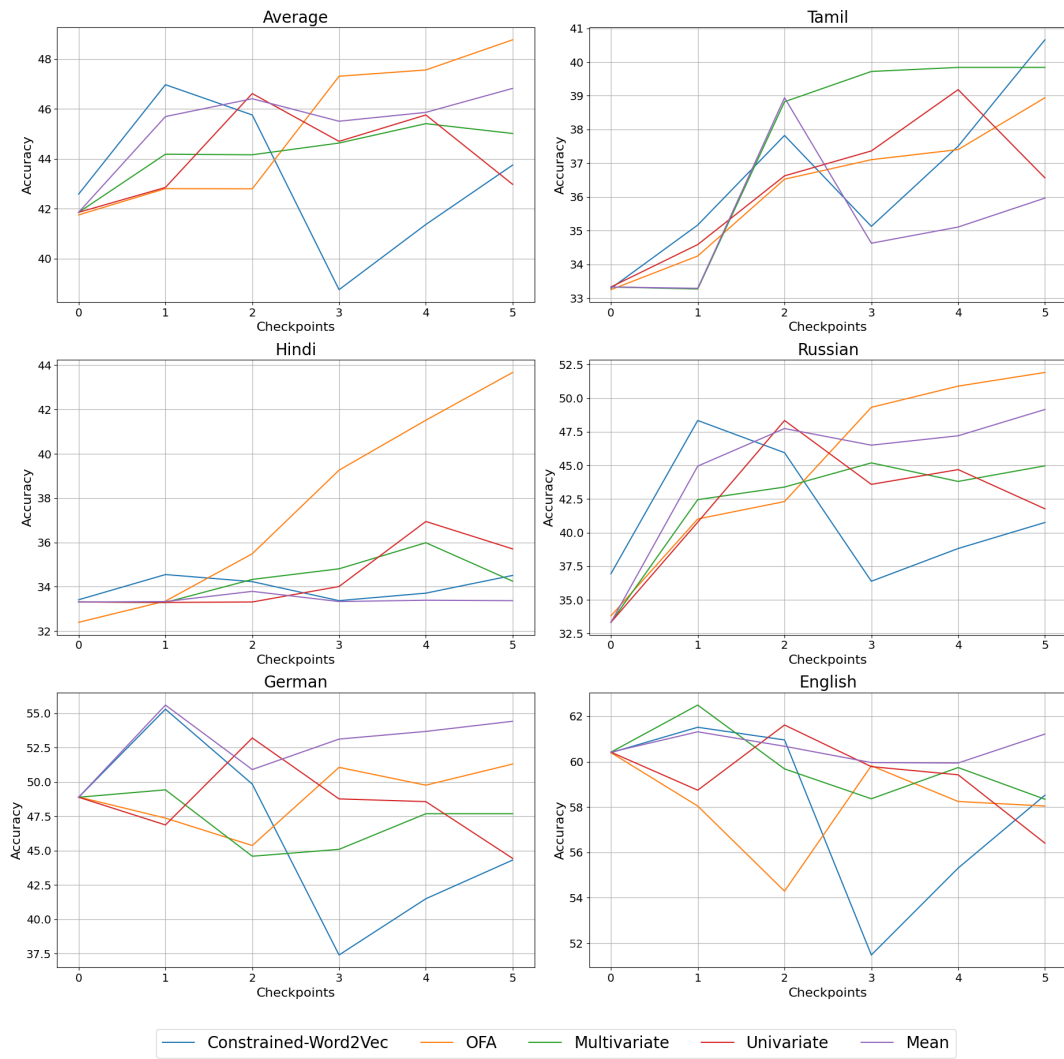 Average
Accuracy
48
46
44
42
40
0 1 2 3 4 5
Checkpoints
Tamil
Accuracy
41
40
39
38
37
36
35
34
33
0 1 2 3 4 5
Checkpoints
Hindi
Accuracy
44
42
40
38
36
34
32
0 1 2 3 4 5
Checkpoints
Russian
Accuracy
52.5
50.0
47.5
45.0
42.5
40.0
37.5
35.0
32.5
0 1 2 3 4 5
Checkpoints
German
Accuracy
55.0
52.5
50.0
47.5
45.0
42.5
40.0
37.5
0 1 2 3 4 5
Checkpoints
English
Accuracy
62
60
58
56
54
52
0 1 2 3 4 5
Checkpoints
Constrained-Word2Vec OFA Multivariate Univariate Mean